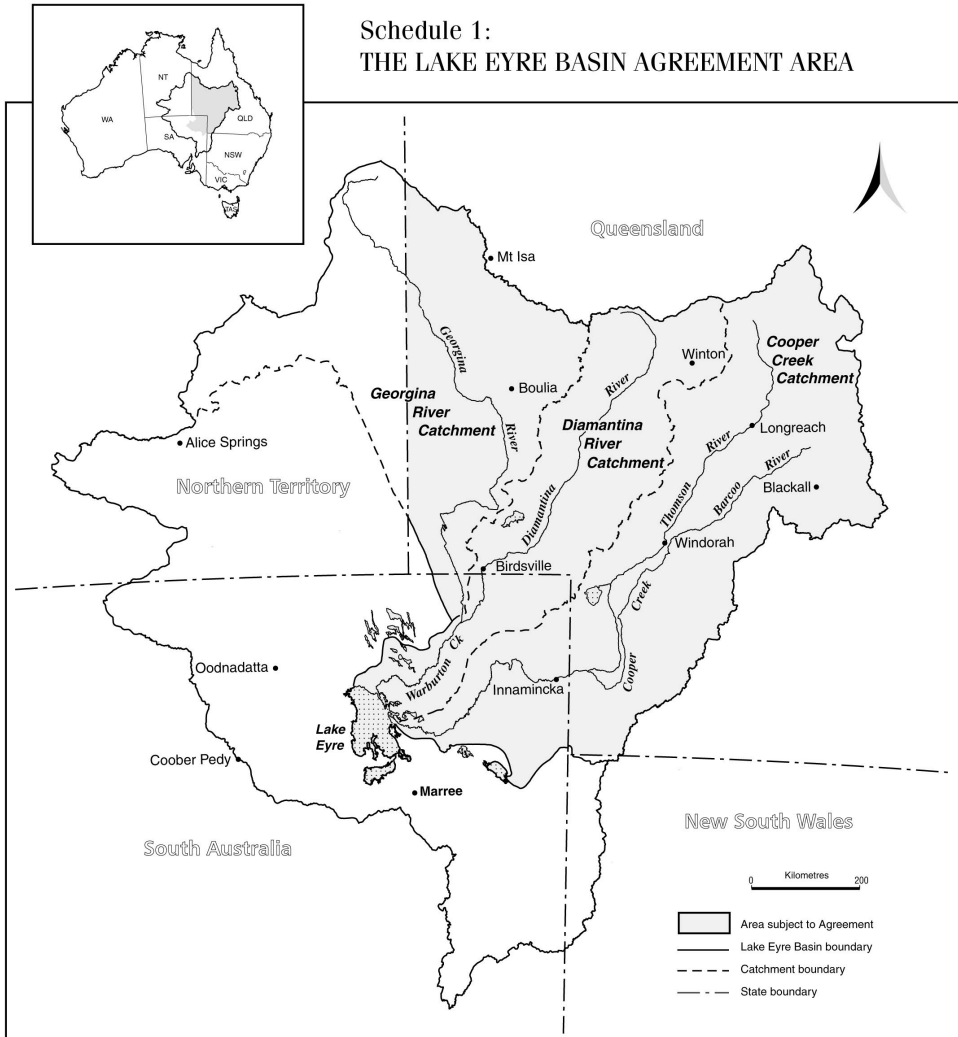 Schedule 1:
THE LAKE EYRE BASIN AGREEMENT AREA
NT
WA
QLD
SA
NSW
VIC
TAS
Queensland
Mt Isa
Georgina
River
Winton
Cooper
Creek
Catchment
Boulia
River
Georgina
River
Catchment
Diamantina
River
Catchment
Longreach
Alice Springs
River
River
Thomson
Barcoo
Blackall
Northern Territory
Diamantina
Windorah
Birdsville
Creek
Cooper
Warburton Ck
Oodnadatta
Innamincka
Lake
Eyre
Coober Pedy
Marree
South Australia
New South Wales
Kilometres
0 200
Area subject to Agreement
Lake Eyre Basin boundary
Catchment boundary
State boundary